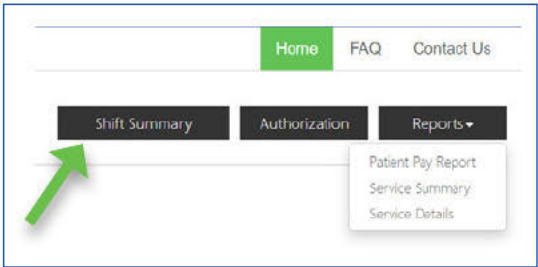 Home FAQ Contact Us
Shift Summary Authorization Reports
Patient Pay Report
Service Summary
Service Details